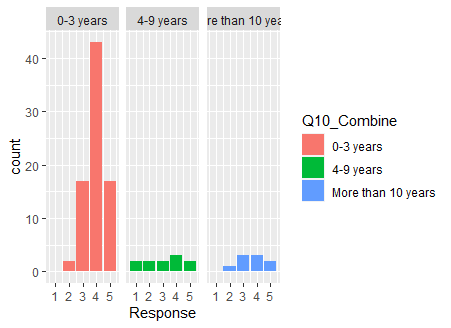 0-3 years 4-9 years re than 10 yea
40
30
20
10
0
count
1 2 3 4 5 1 2 3 4 5 1 2 3 4 5
Response
Q10_Combine
0-3 years
4-9 years
More than 10 years